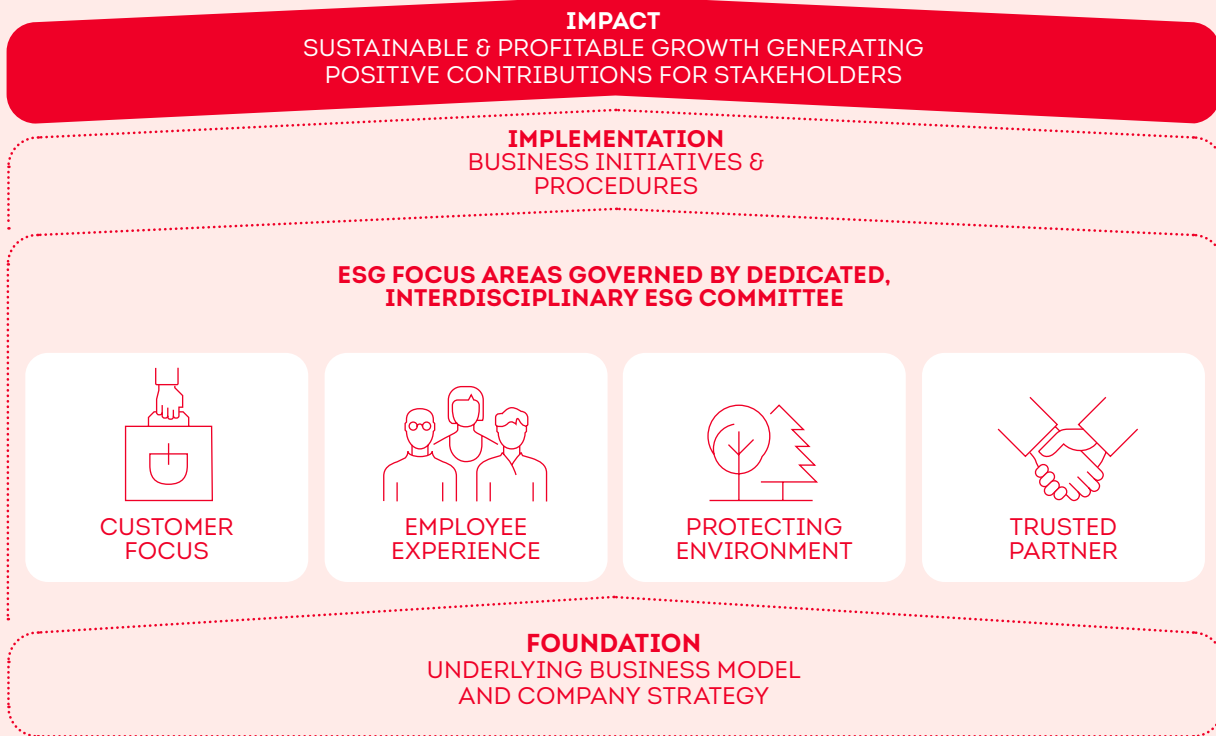 IMPACT
SUSTAINABLE & PROFITABLE GROWTH GENERATING
POSITIVE CONTRIBUTIONS FOR STAKEHOLDERS
IMPLEMENTATION
BUSINESS INITIATIVES &
PROCEDURES
ESG FOCUS AREAS GOVERNED BY DEDICATED,
INTERDISCIPLINARY ESG COMMITTEE
CUSTOMER
FOCUS
EMPLOYEE
EXPERIENCE
PROTECTING
ENVIRONMENT
TRUSTED
PARTNER
FOUNDATION
UNDERLYING BUSINESS MODEL
AND COMPANY STRATEGY